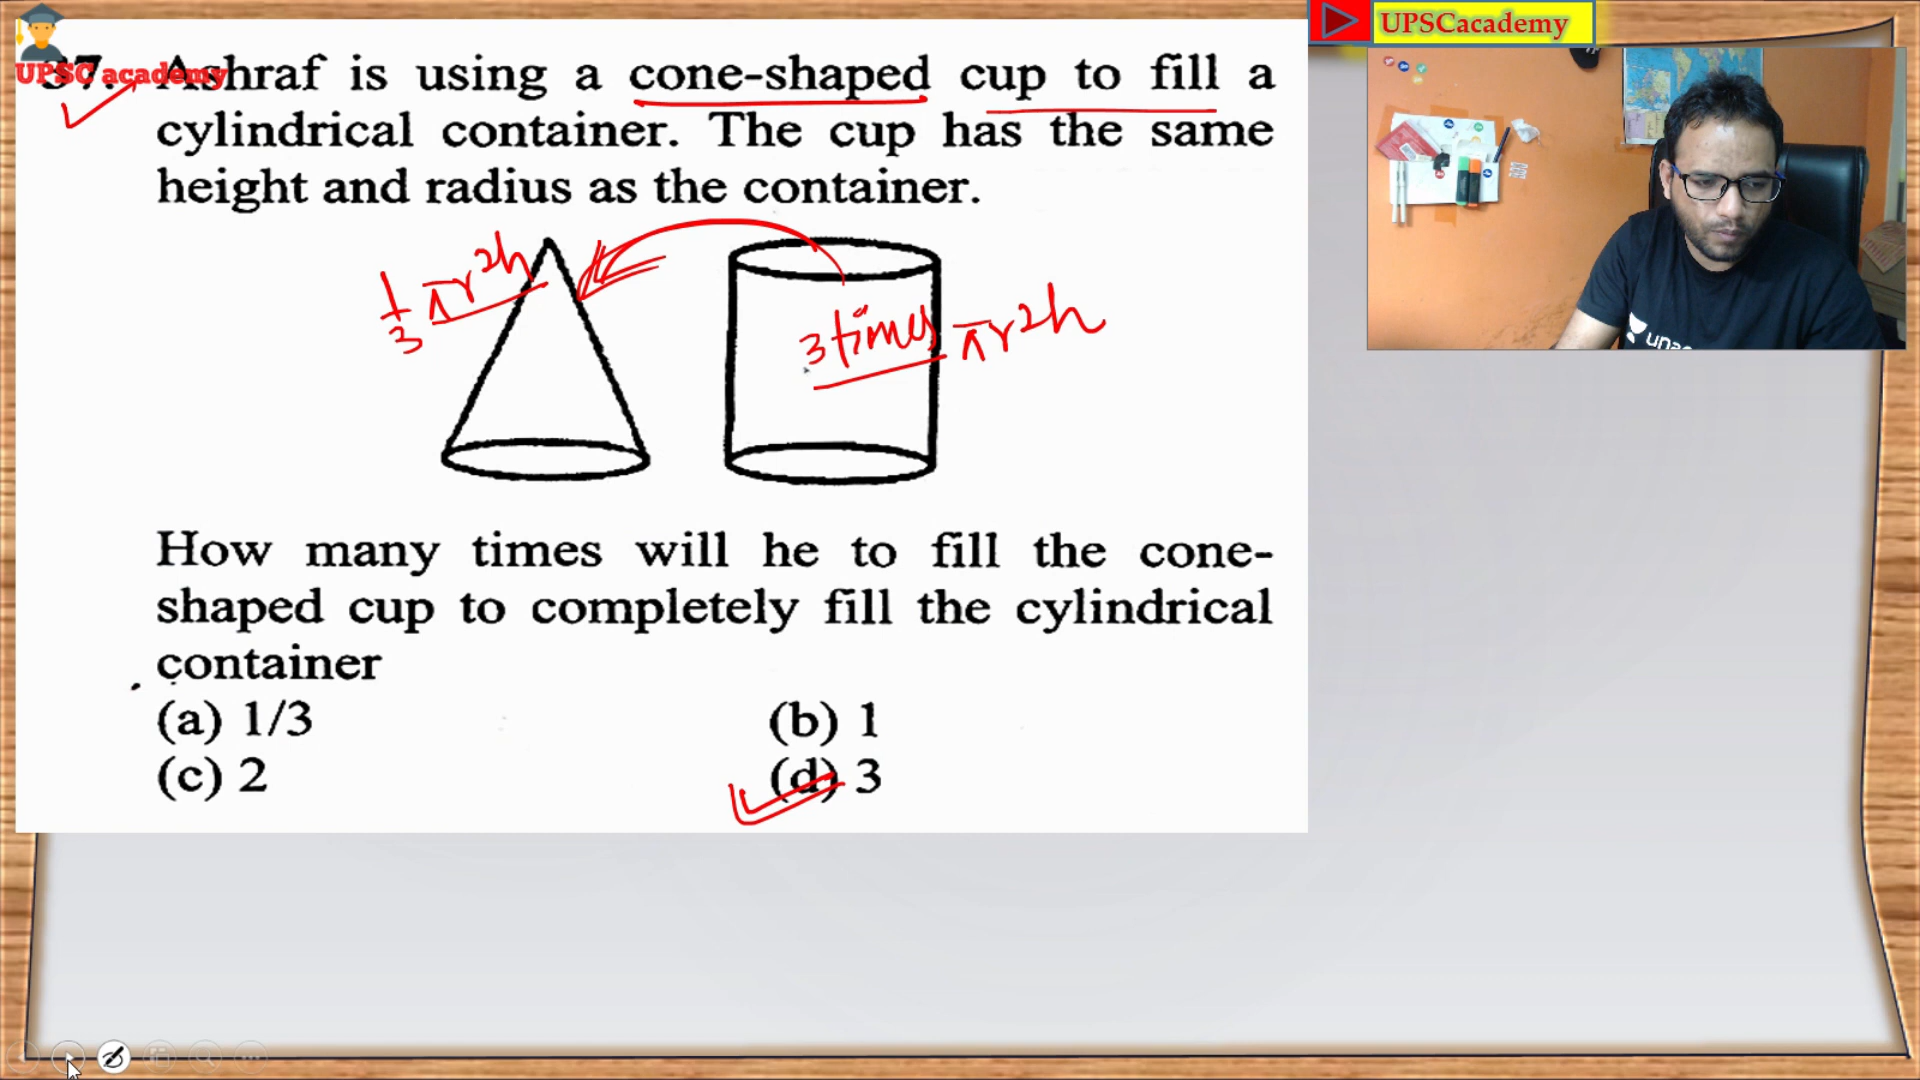 UPSCacademy
UPSC academy
37. Ashraf is using a cone-shaped cup to fill a
cylindrical container. The cup has the same
height and radius as the container.
1/3 πr²h
3 times πr²h
How many times will he to fill the cone-
shaped cup to completely fill the cylindrical
container
(a) 1/3
(b) 1
(c) 2
(d) 3